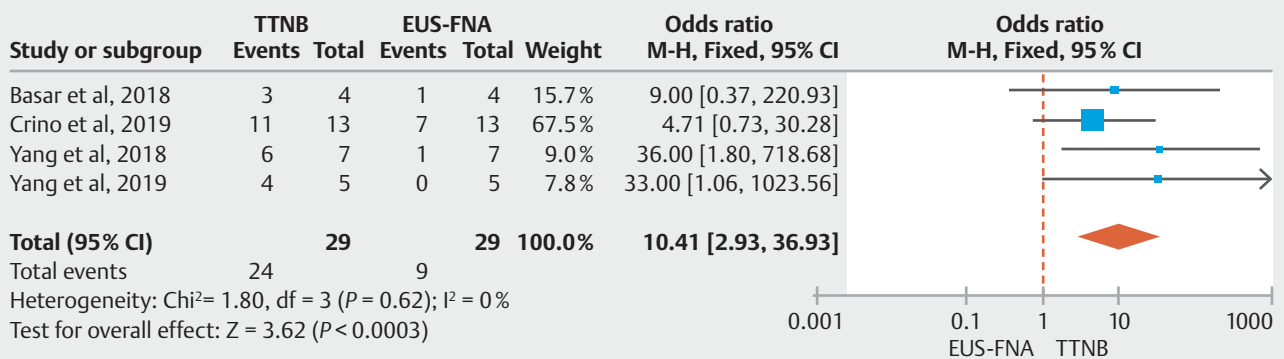 TTNB EUS-FNA Odds ratio Odds ratio
Study or subgroup Events Total Events Total Weight M-H, Fixed, 95% CI M-H, Fixed, 95% CI
Basar et al, 2018 3 4 1 4 15.7% 9.00 [0.37, 220.93]
Crino et al, 2019 11 13 7 13 67.5% 4.71 [0.73, 30.28]
Yang et al, 2018 6 7 1 7 9.0% 36.00 [1.80, 718.68]
Yang et al, 2019 4 5 0 5 7.8% 33.00 [1.06, 1023.56]
Total (95% CI) 29 29 100.0% 10.41 [2.93, 36.93]
Total events 24 9
Heterogeneity: Chi²= 1.80, df = 3 (P = 0.62); I² = 0%
Test for overall effect: Z = 3.62 (P < 0.0003)
0.001 0.1 1 10 1000
EUS-FNA TTNB